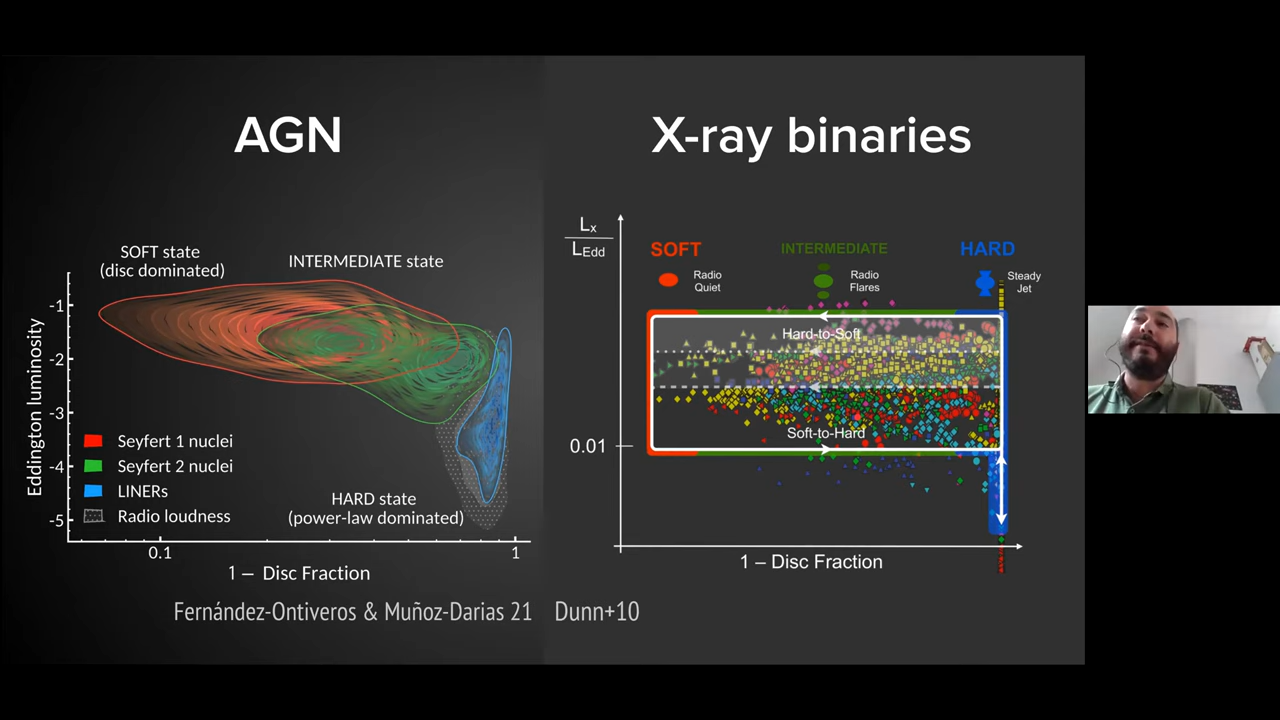 AGN
X-ray binaries
SOFT state
(disc dominated)
INTERMEDIATE state
Eddington luminosity
-1
-2
-3
-4
-5
Seyfert 1 nuclei
Seyfert 2 nuclei
LINERs
Radio loudness
HARD state
(power-law dominated)
0.1
1
1 – Disc Fraction
Lx
LEdd
SOFT
INTERMEDIATE
HARD
Radio
Quiet
Radio
Flares
Steady
Jet
Hard-to-Soft
Soft-to-Hard
0.01
1 – Disc Fraction
Fernández-Ontiveros & Muñoz-Darias 21
Dunn+10